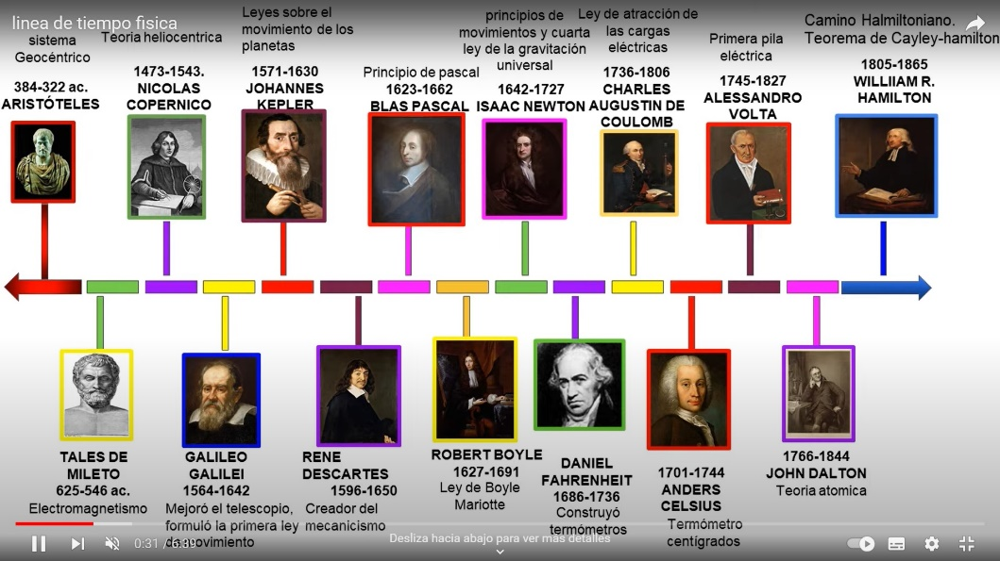 linea de tiempo fisica
sistema
Geocéntrico
384-322 ac.
ARISTÓTELES
Teoria heliocentrica
1473-1543.
NICOLAS
COPERNICO
Leyes sobre el
movimiento de los
planetas
1571-1630
JOHANNES
KEPLER
Principio de pascal
1623-1662
BLAS PASCAL
principios de
movimientos y cuarta
ley de la gravitación
universal
1642-1727
ISAAC NEWTON
Ley de atracción de
las cargas
eléctricas
1736-1806
CHARLES
AUGUSTIN DE
COULOMB
Primera pila
eléctrica
1745-1827
ALESSANDRO
VOLTA
Camino Halmiltoniano.
Teorema de Cayley-hamilton
1805-1865
WILLIIAM R.
HAMILTON
TALES DE
MILETO
625-546 ac.
Electromagnetismo
GALILEO
GALILEI
1564-1642
Mejoró el telescopio,
formuló la primera ley
de movimiento
RENE
DESCARTES
1596-1650
Creador del
mecanicismo
ROBERT BOYLE
1627-1691
Ley de Boyle
Mariotte
DANIEL
FAHRENHEIT
1686-1736
Construyó
termómetros
1701-1744
ANDERS
CELSIUS
Termómetro
centígrados
1766-1844
JOHN DALTON
Teoria atomica
0:31 /
Desliza hacia abajo para ver más detalles